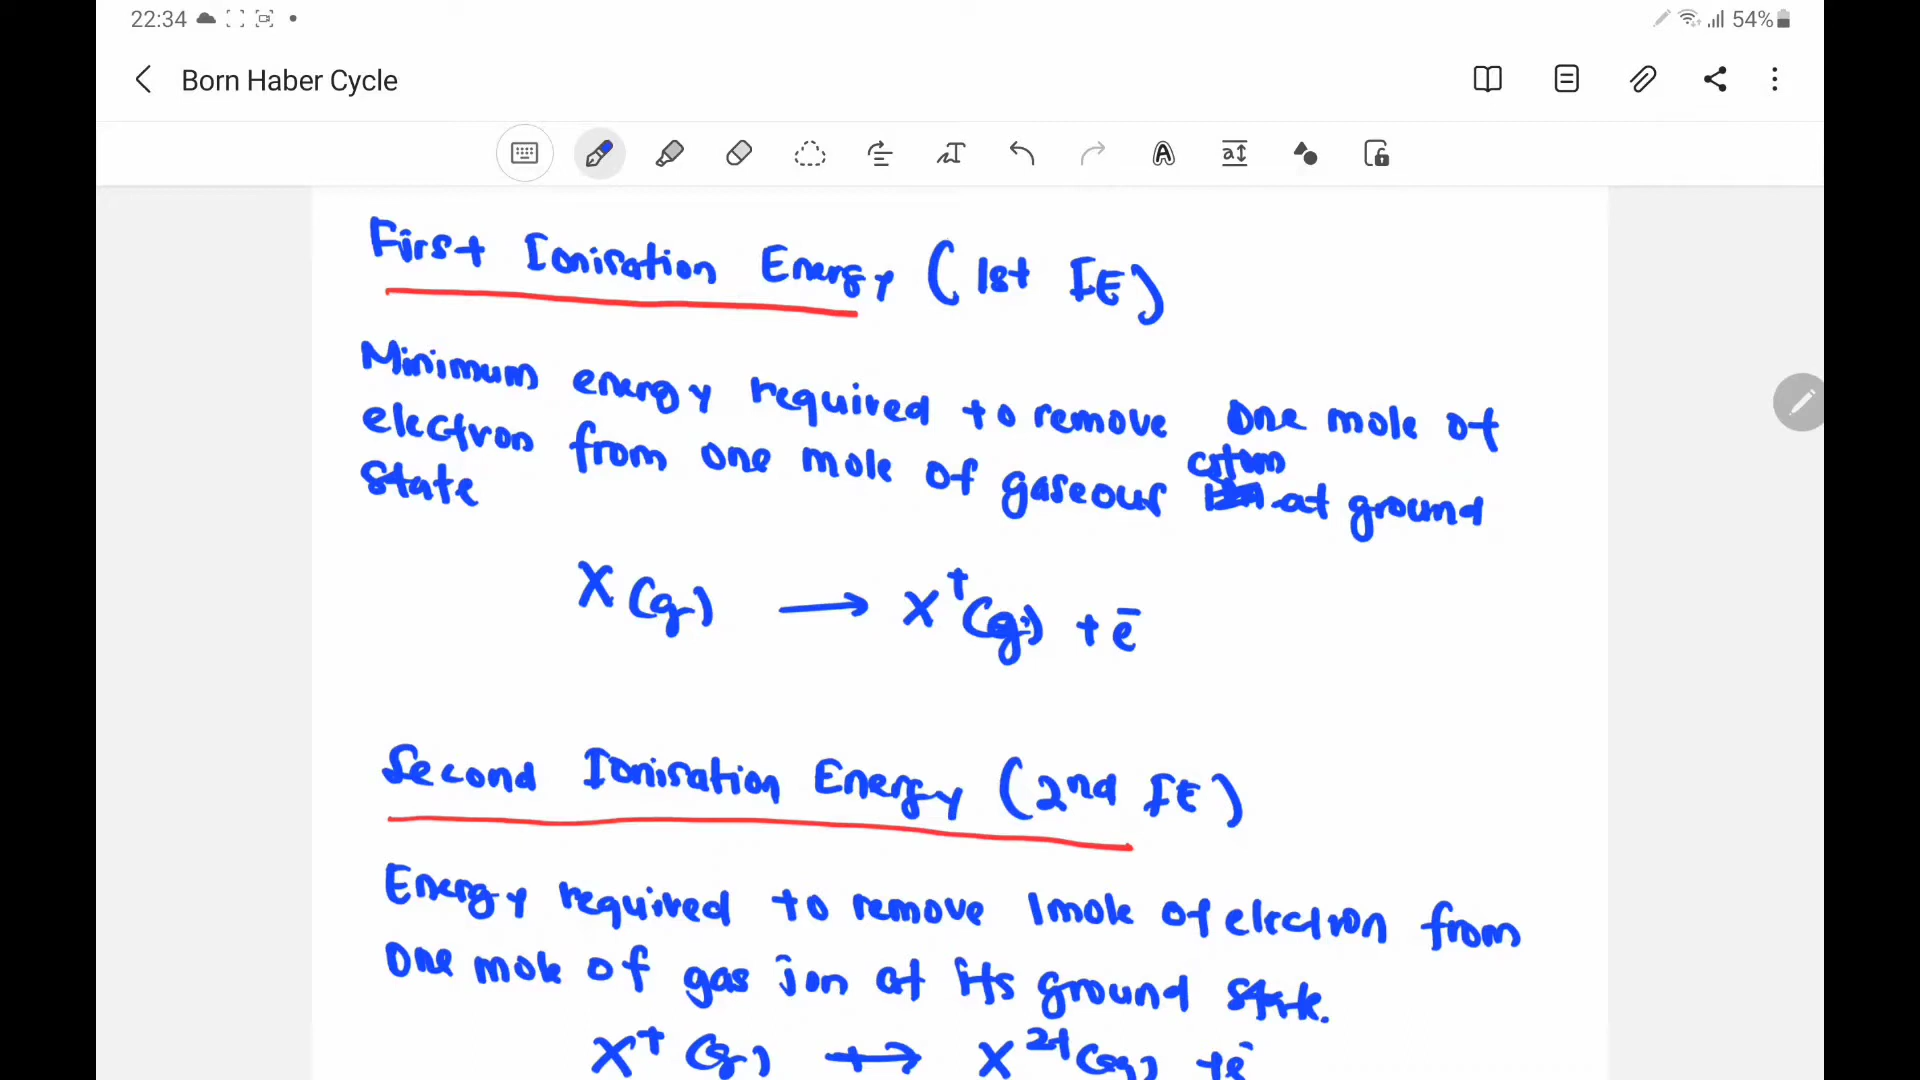 22:34
54%
Born Haber Cycle
First Ionisation Energy (1st IE)
Minimum energy required to remove one mole of
electron from one mole of gaseous atom at ground
state
X(g) → X⁺(g) + e⁻
Second Ionisation Energy (2nd IE)
Energy required to remove 1mole of electron from
One mole of gas ion at its ground state.
X⁺(g) → X²⁺(g) + e⁻